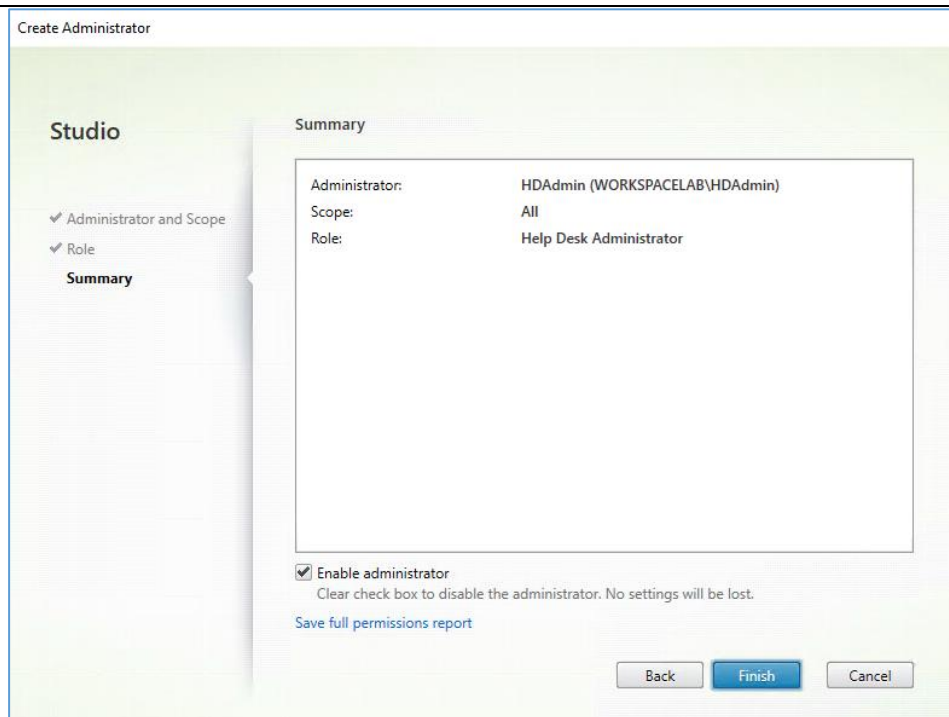 Create Administrator
Studio
Administrator and Scope
Role
Summary
Summary
Administrator: HDAdmin (WORKSPACELAB\HDAdmin)
Scope: All
Role: Help Desk Administrator
Enable administrator
Clear check box to disable the administrator. No settings will be lost.
Save full permissions report
Back Finish Cancel